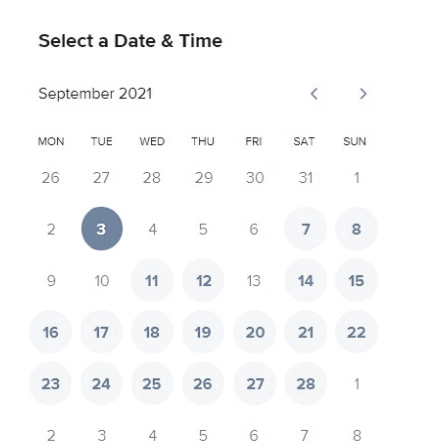 Select a Date & Time
September 2021
MON TUE WED THU FRI SAT SUN
26 27 28 29 30 31 1
2 3 4 5 6 7 8
9 10 11 12 13 14 15
16 17 18 19 20 21 22
23 24 25 26 27 28 1
2 3 4 5 6 7 8